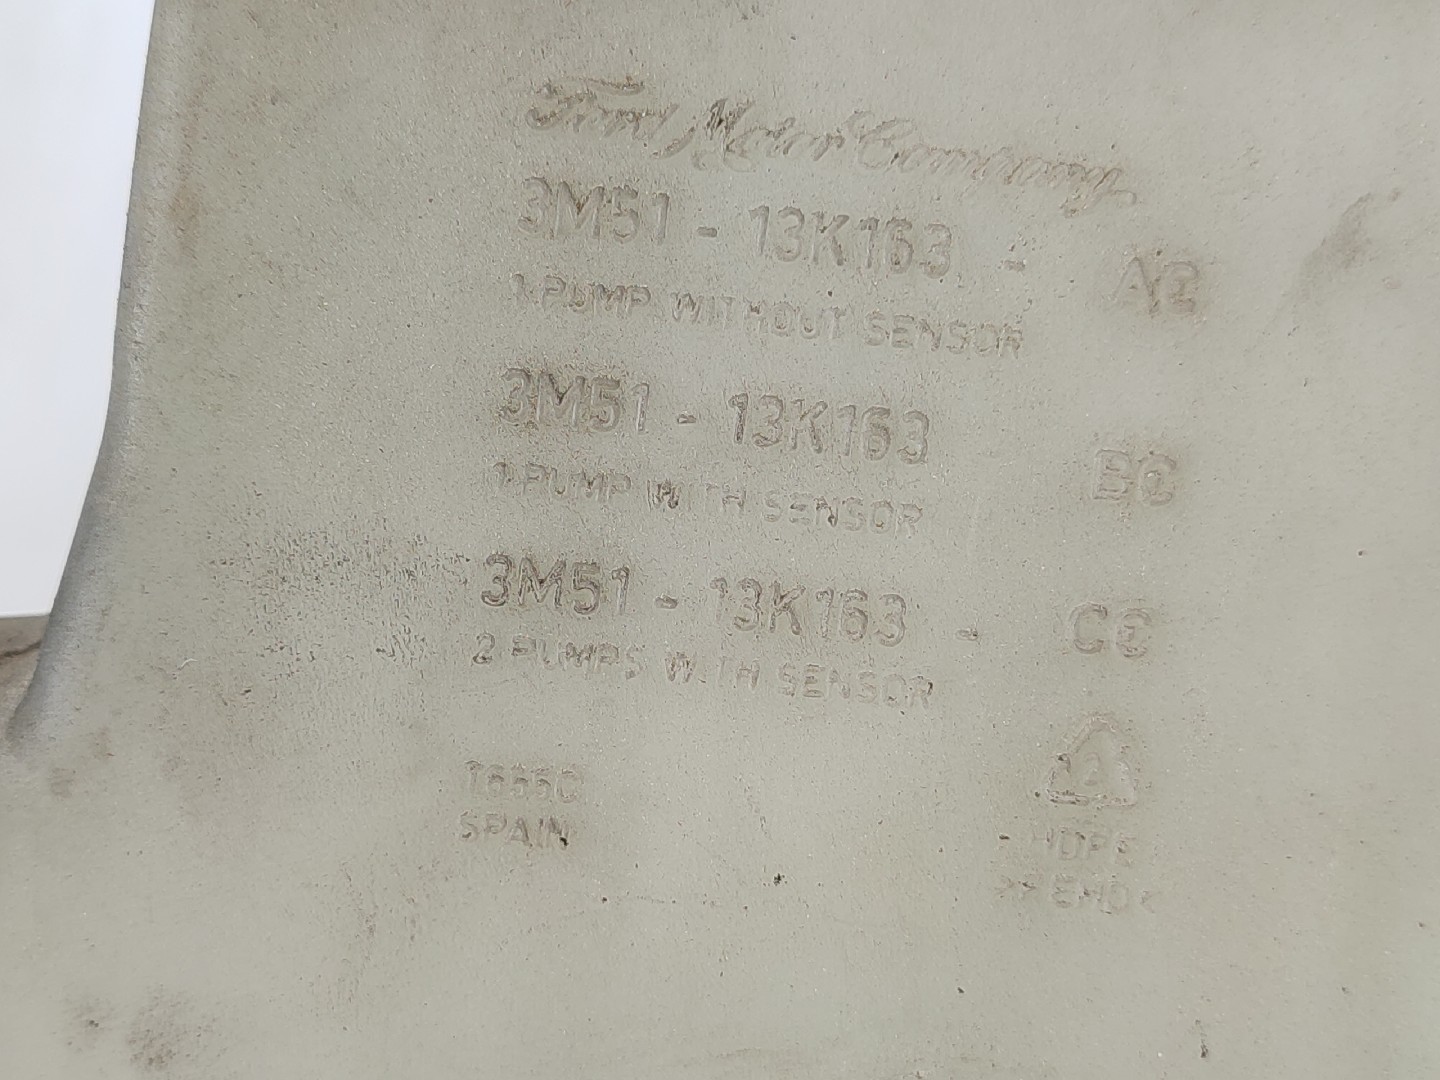 Ford Motor Company
3M51 - 13K163 - AC
1 PUMP WITHOUT SENSOR
3M51 - 13K163 BC
1 PUMP WITH SENSOR
3M51 - 13K163 - CC
2 PUMPS WITH SENSOR
SPAIN
HDPE